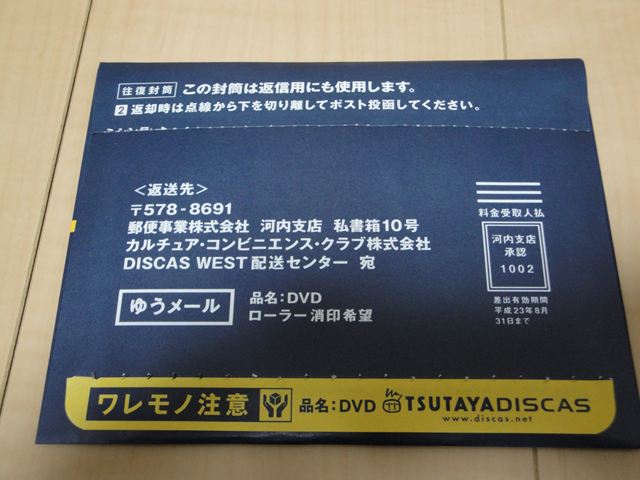 往復封筒 この封筒は返信用にも使用します。
2 返却時は点線から下を切り離してポスト投函してください。
＜返送先＞
〒578-8691
郵便事業株式会社 河内支店 私書箱10号
カルチュア・コンビニエンス・クラブ株式会社
DISCAS WEST 配送センター 宛
ゆうメール
品名：DVD
ローラー消印希望
料金受取人払
河内支店
承認
1002
差出有効期間
平成23年8月
31日まで
ワレモノ注意
品名：DVD
TSUTAYA DISCAS
www.discas.net